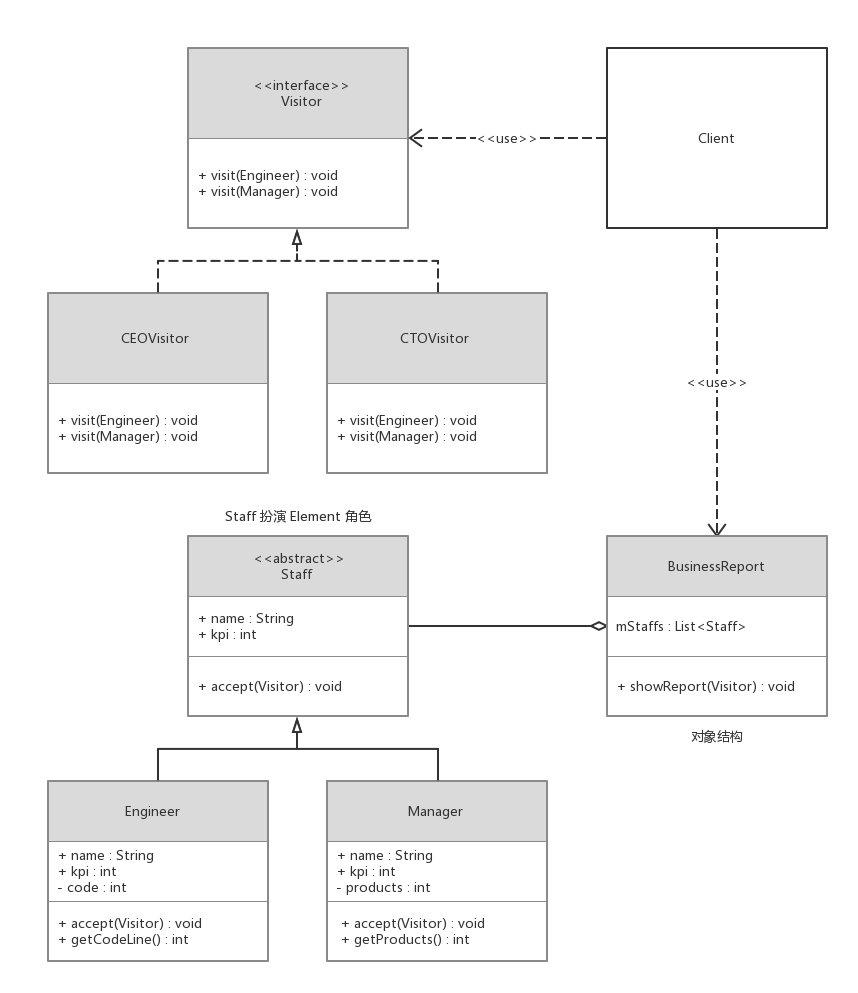 <<interface>>
Visitor
+ visit(Engineer) : void
+ visit(Manager) : void
<<use>>
Client
CEOVisitor
+ visit(Engineer) : void
+ visit(Manager) : void
CTOVisitor
+ visit(Engineer) : void
+ visit(Manager) : void
<<use>>
Staff 扮演 Element 角色
<<abstract>>
Staff
+ name : String
+ kpi : int
+ accept(Visitor) : void
BusinessReport
mStaffs : List<Staff>
+ showReport(Visitor) : void
对象结构
Engineer
+ name : String
+ kpi : int
- code : int
+ accept(Visitor) : void
+ getCodeLine() : int
Manager
+ name : String
+ kpi : int
- products : int
+ accept(Visitor) : void
+ getProducts() : int